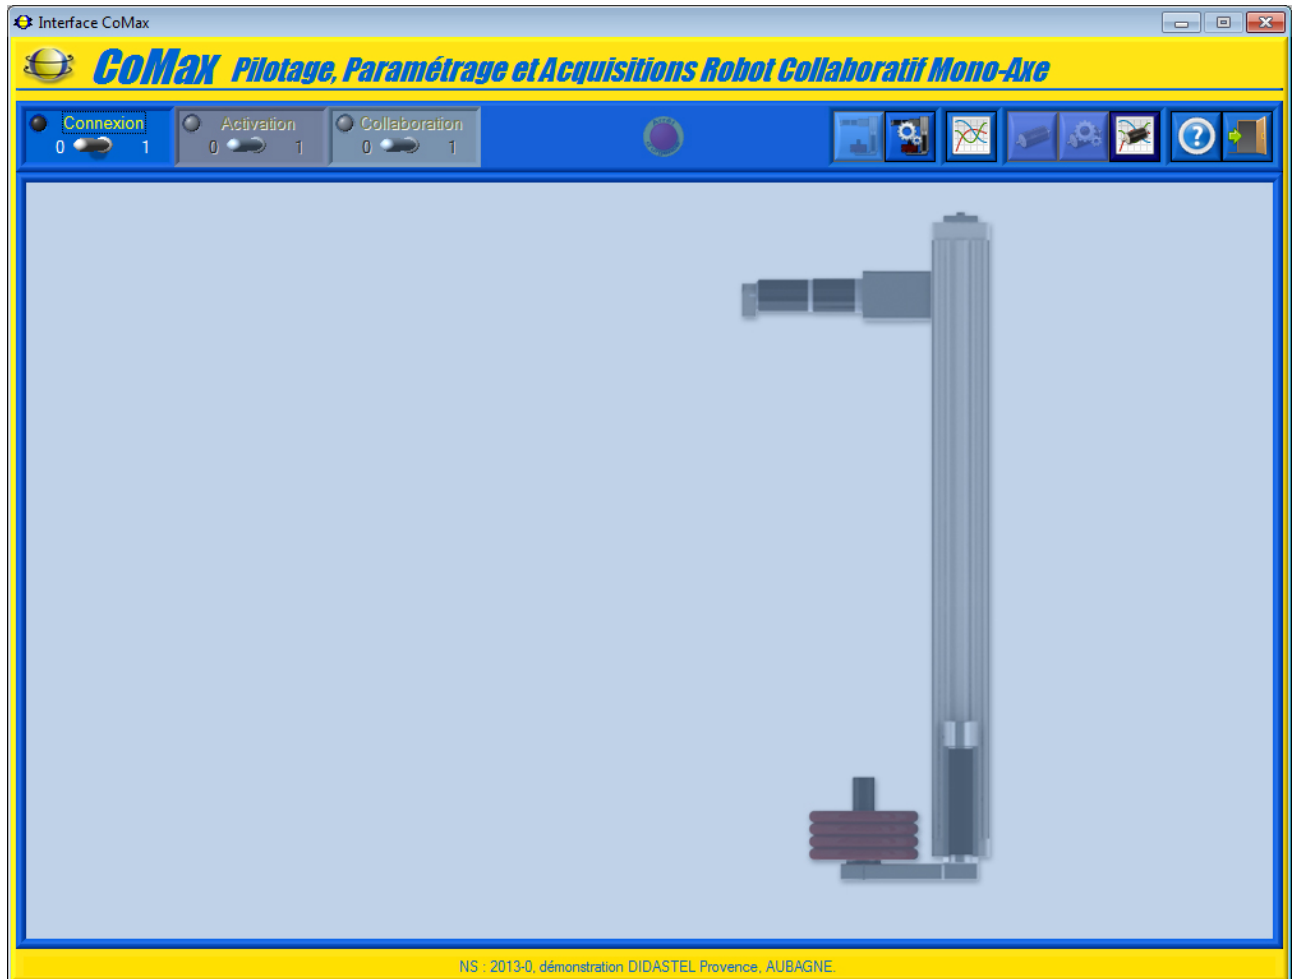 Interface CoMax
CoMax Pilotage, Paramétrage et Acquisitions Robot Collaboratif Mono-Axe
Connexion
0 1
Activation
0 1
Collaboration
0 1
?
NS : 2013-0, démonstration DIDASTEL Provence, AUBAGNE.